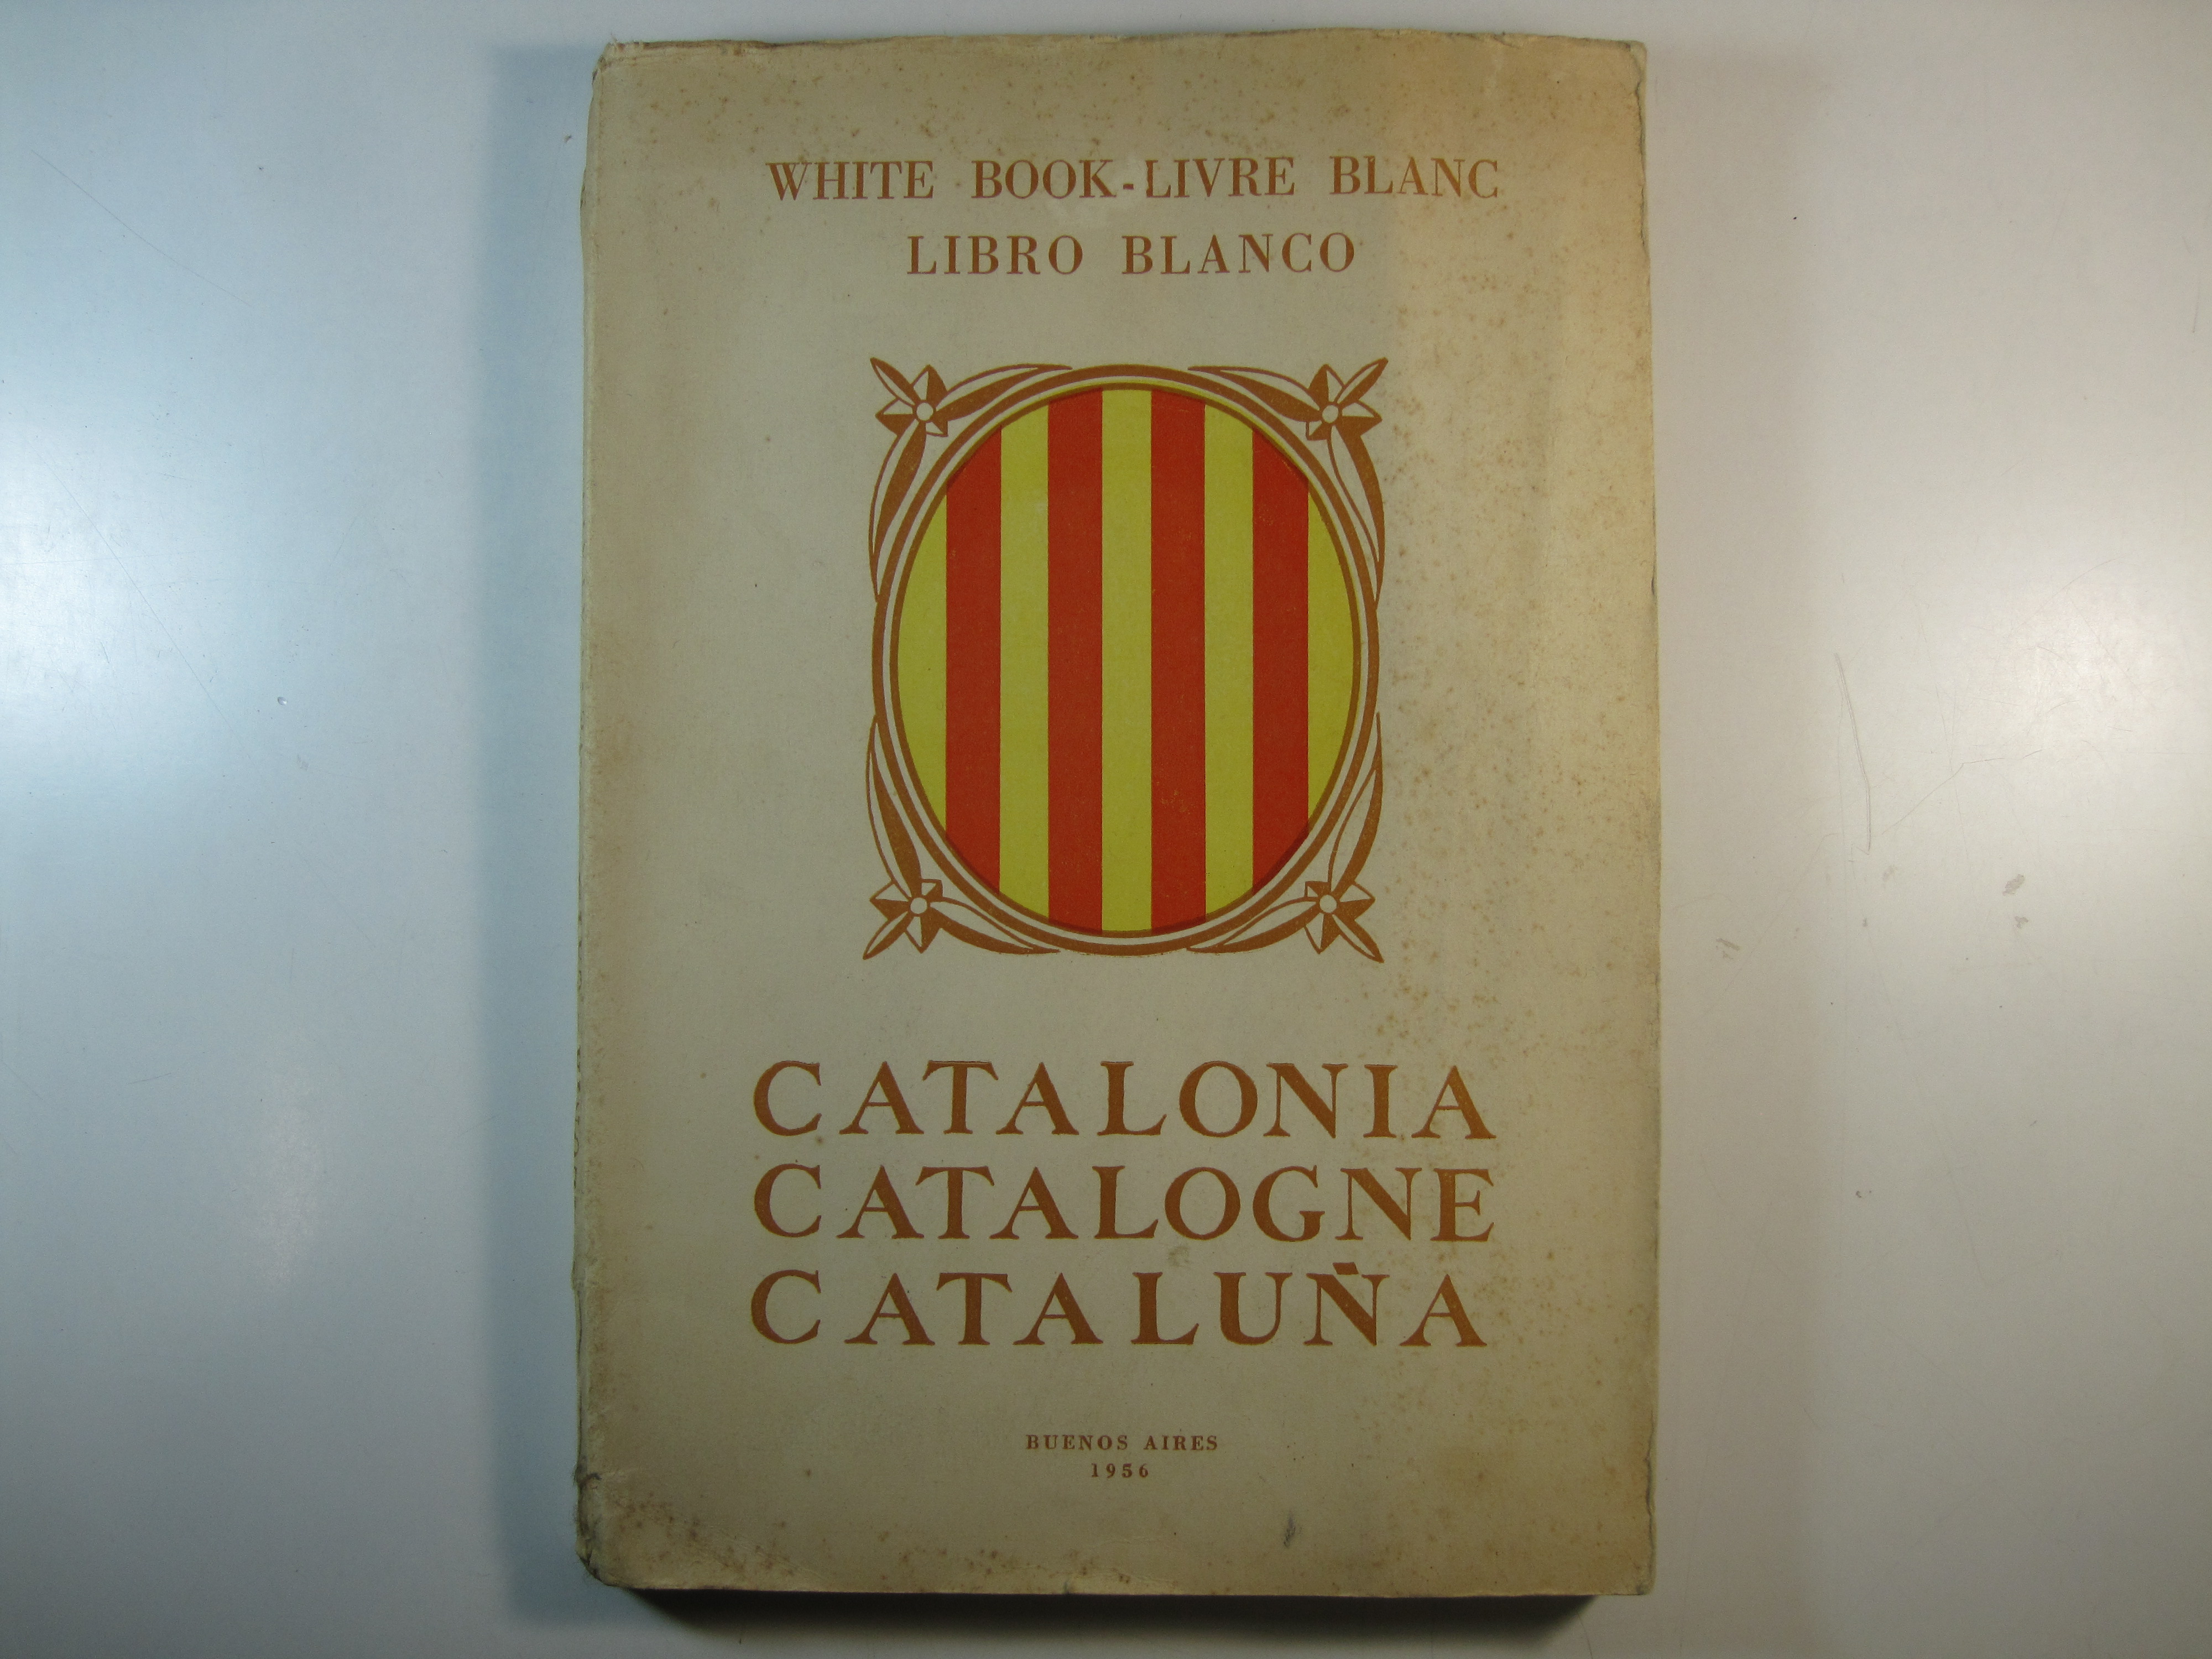 WHITE BOOK-LIVRE BLANC
LIBRO BLANCO
CATALONIA
CATALOGNE
CATALUÑA
BUENOS AIRES
1956